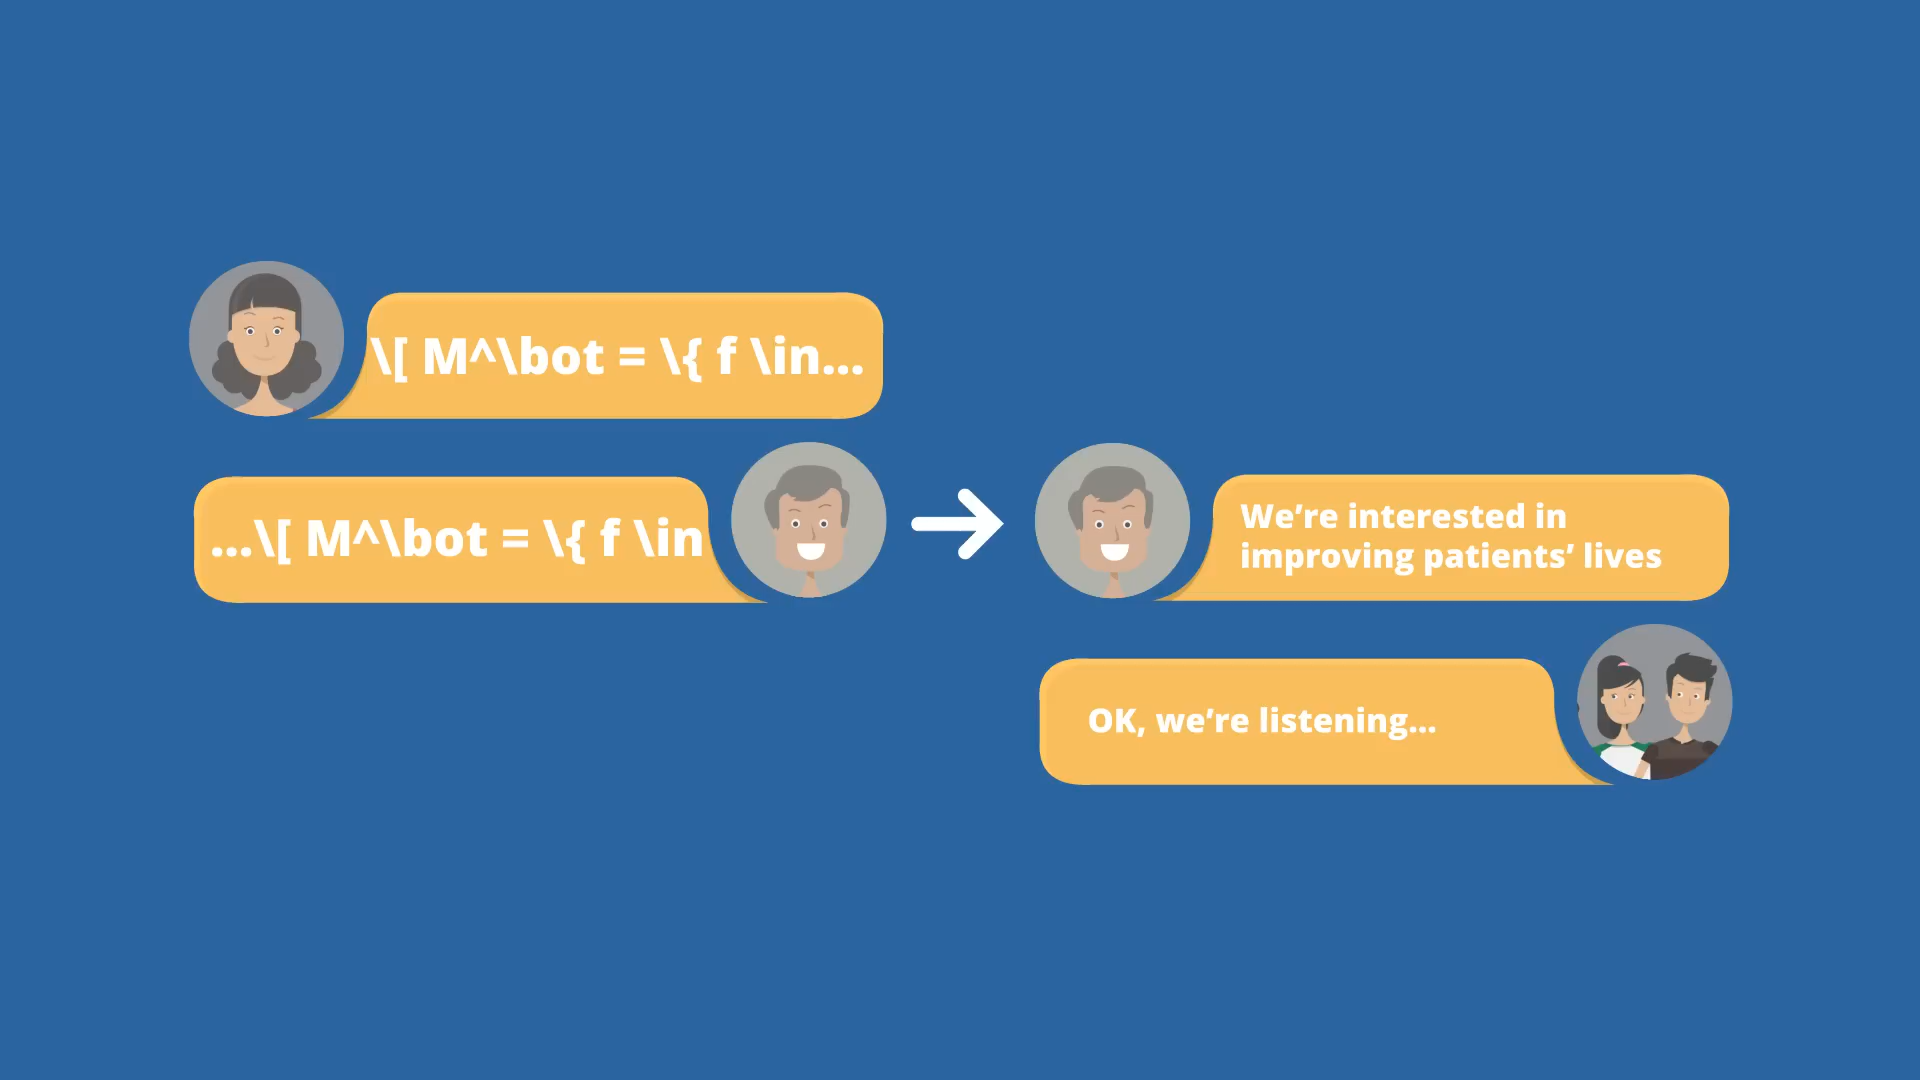 \[ M^\bot = \{ f \in...
...\[ M^\bot = \{ f \in
We’re interested in
improving patients’ lives
OK, we’re listening...